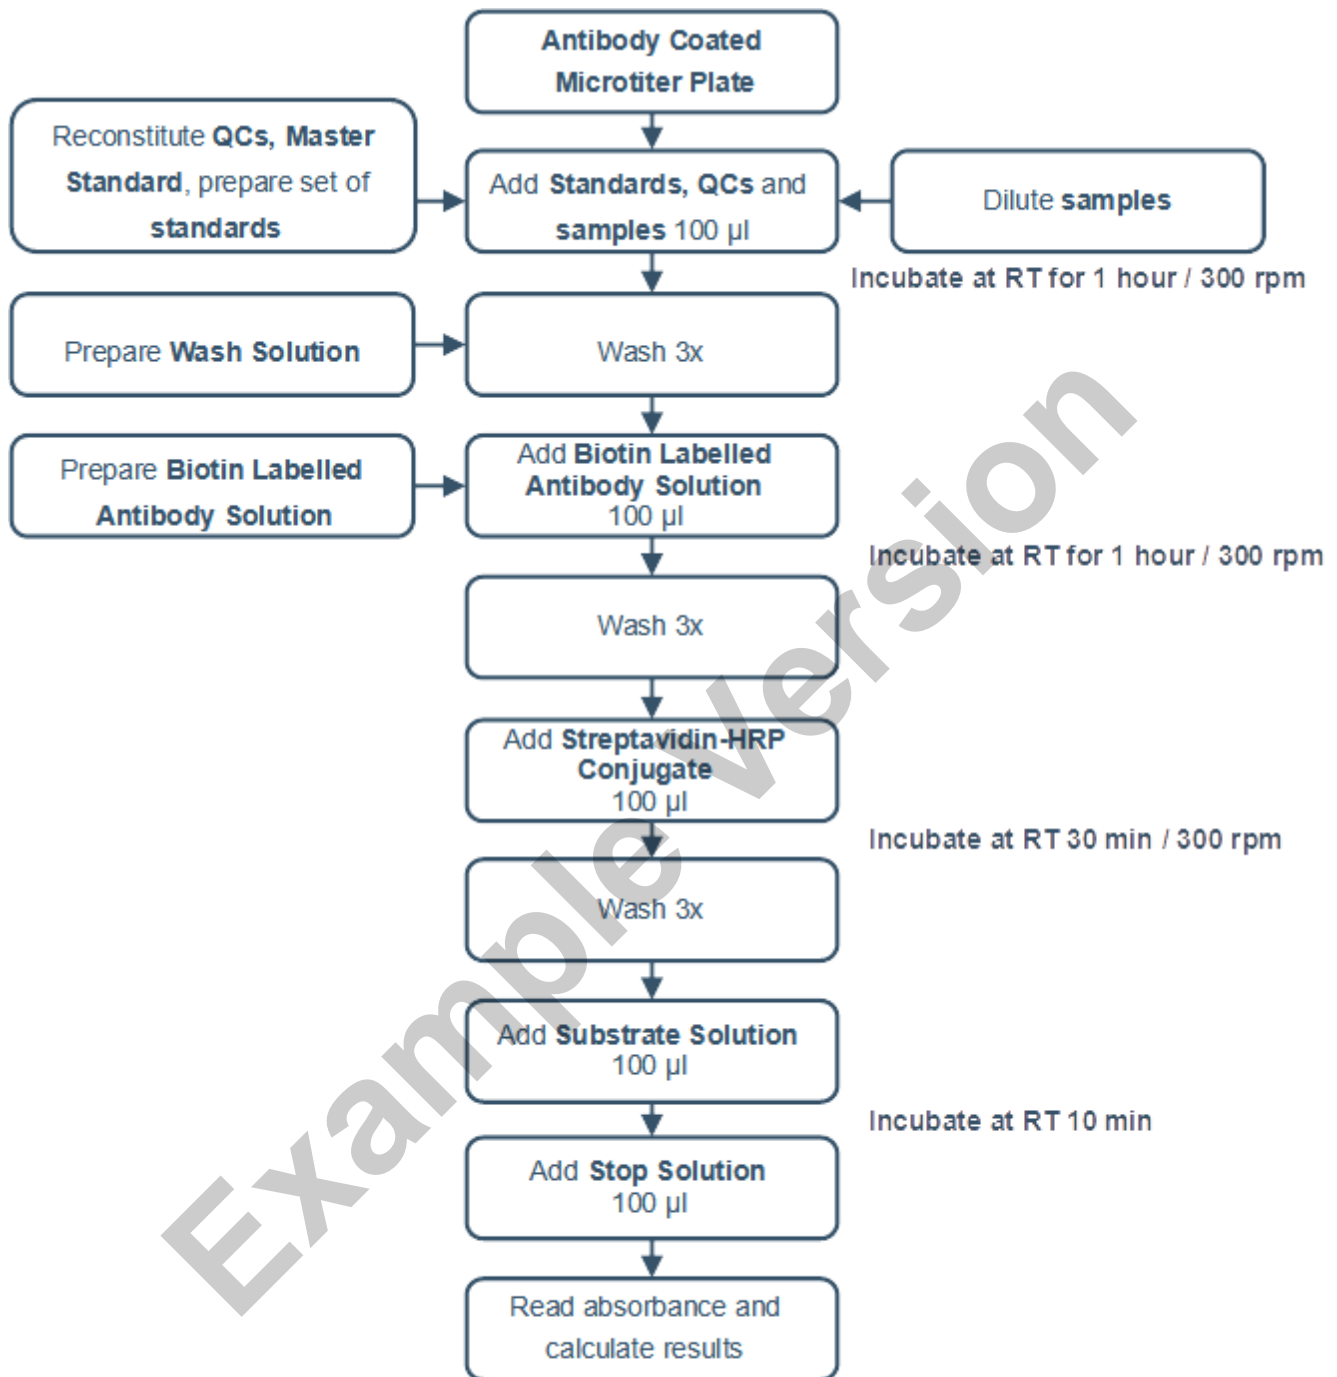 Antibody Coated
Microtiter Plate
Reconstitute QCs, Master
Standard, prepare set of
standards
Add Standards, QCs and
samples 100 µl
Dilute samples
Incubate at RT for 1 hour / 300 rpm
Prepare Wash Solution
Wash 3x
Prepare Biotin Labelled
Antibody Solution
Add Biotin Labelled
Antibody Solution
100 µl
Incubate at RT for 1 hour / 300 rpm
Wash 3x
Add Streptavidin-HRP
Conjugate
100 µl
Incubate at RT 30 min / 300 rpm
Wash 3x
Add Substrate Solution
100 µl
Incubate at RT 10 min
Add Stop Solution
100 µl
Read absorbance and
calculate results
Example Version